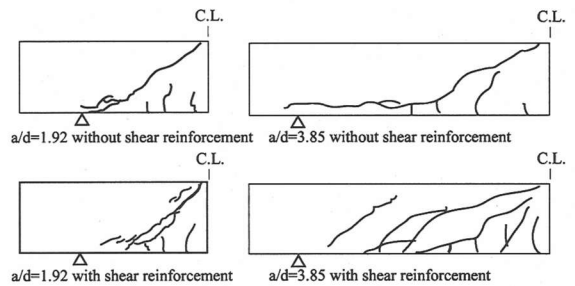 C.L.
C.L.
a/d=1.92 without shear reinforcement
a/d=3.85 without shear reinforcement
C.L.
C.L.
a/d=1.92 with shear reinforcement
a/d=3.85 with shear reinforcement